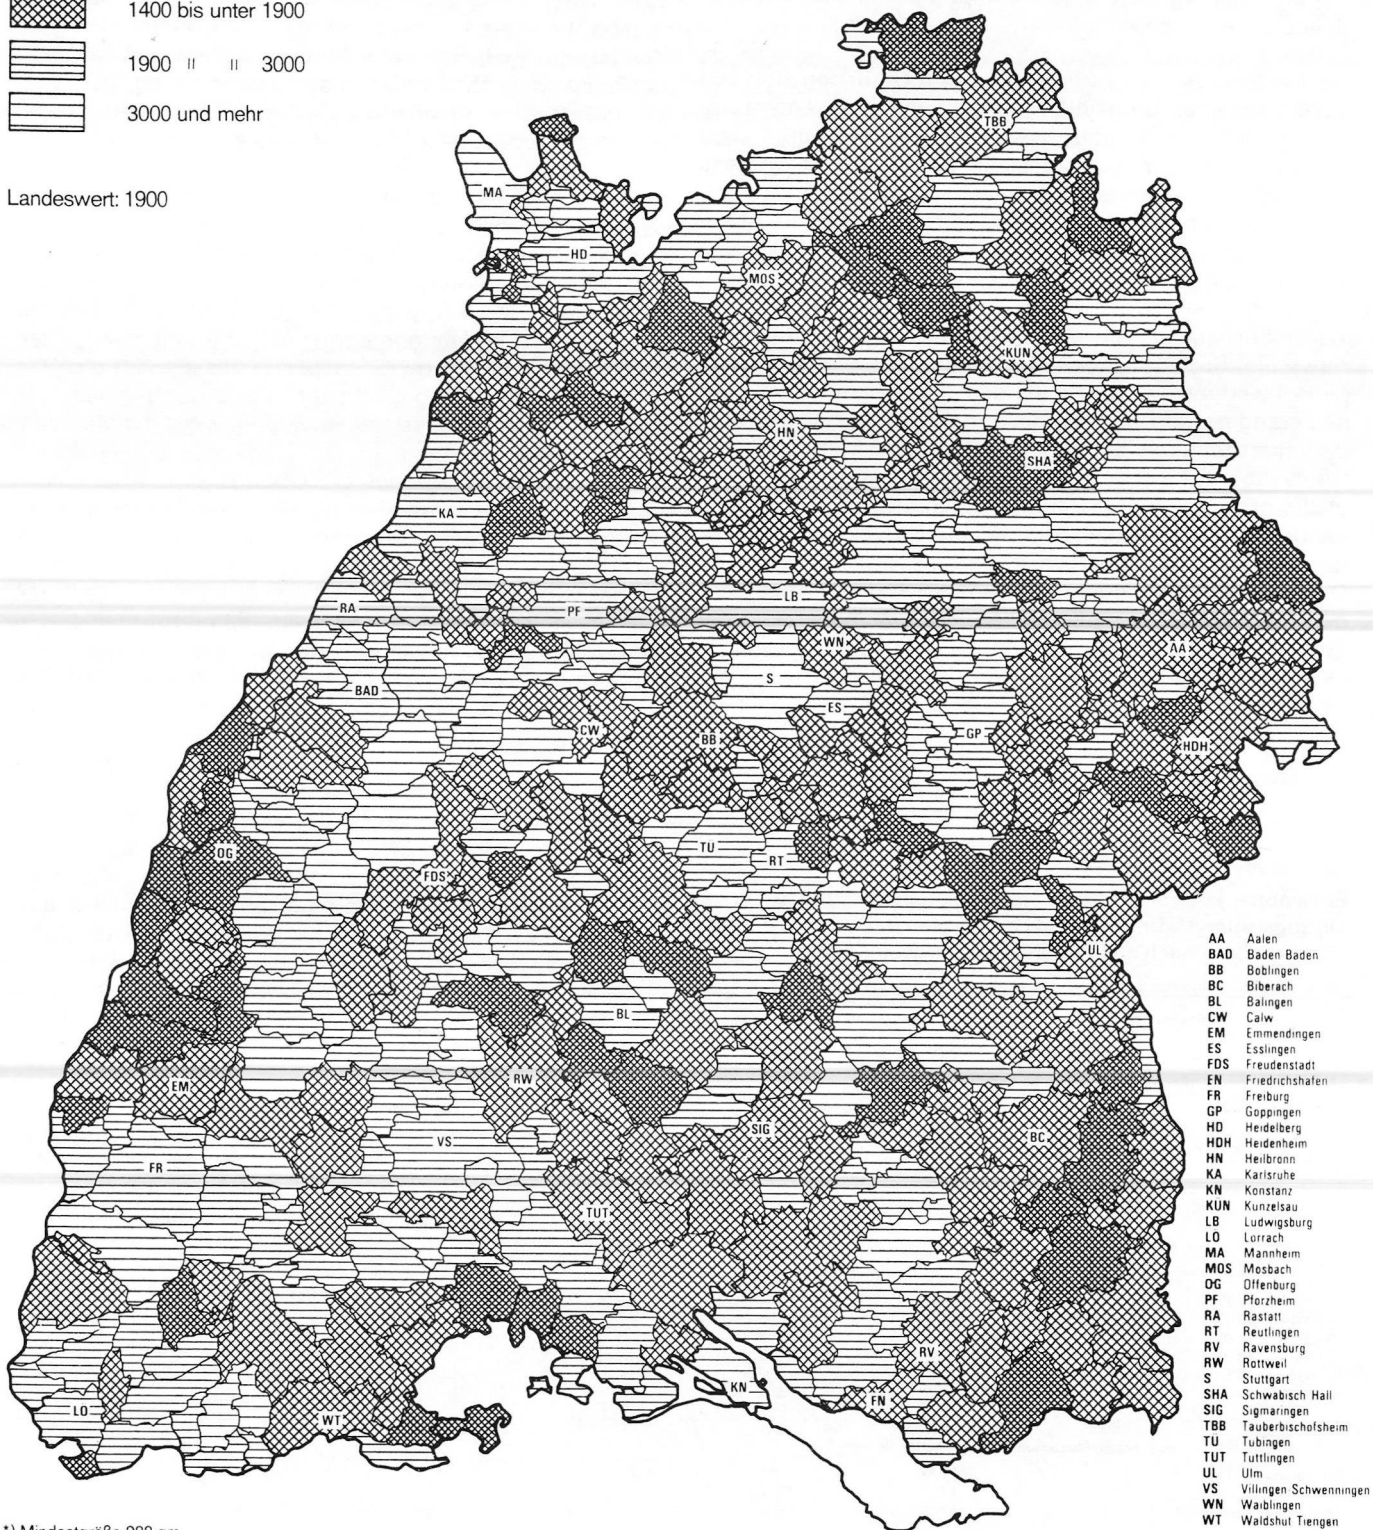 1400 bis unter 1900
1900 " " 3000
3000 und mehr
Landeswert: 1900
TBB
MA
HD
MOS
KUN
HN
SHA
KA
LB
RA
PF
WN
AA
S
BAD
ES
CW
BB
GP
HDH
TU
OG
RT
FDS
UL
BL
RW
EM
SIG
BC
VS
FR
TUT
RV
KN
FN
LO
WT
AA Aalen
BAD Baden Baden
BB Boblingen
BC Biberach
BL Balingen
CW Calw
EM Emmendingen
ES Esslingen
FDS Freudenstadt
FN Friedrichshafen
FR Freiburg
GP Goppingen
HD Heidelberg
HDH Heidenheim
HN Heilbronn
KA Karlsruhe
KN Konstanz
KUN Kunzelsau
LB Ludwigsburg
LO Lorrach
MA Mannheim
MOS Mosbach
OG Offenburg
PF Pforzheim
RA Rastatt
RT Reutlingen
RV Ravensburg
RW Rottweil
S Stuttgart
SHA Schwabisch Hall
SIG Sigmaringen
TBB Tauberbischofsheim
TU Tubingen
TUT Tuttlingen
UL Ulm
VS Villingen Schwenningen
WN Waiblingen
WT Waldshut Tiengen